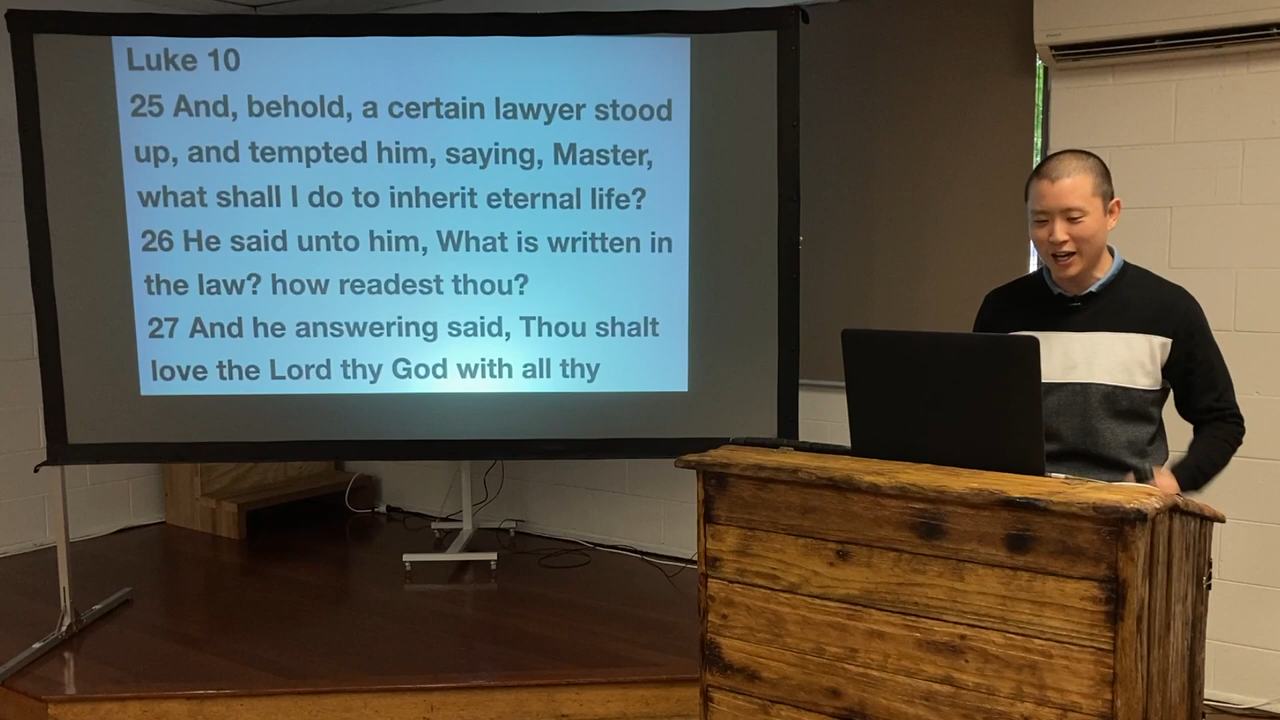 Luke 10
25 And, behold, a certain lawyer stood
up, and tempted him, saying, Master,
what shall I do to inherit eternal life?
26 He said unto him, What is written in
the law? how readest thou?
27 And he answering said, Thou shalt
love the Lord thy God with all thy